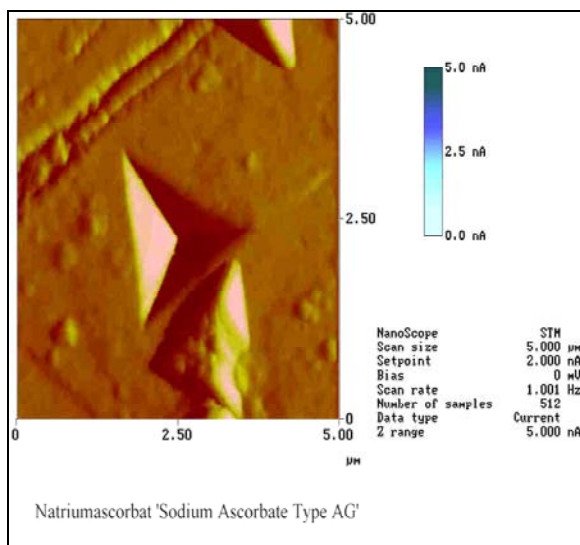 5.00
2.50
0
0
2.50
5.00
µm
5.0 nA
2.5 nA
0.0 nA
NanoScope STM
Scan size 5.000 µm
Setpoint 2.000 nA
Bias 0 mV
Scan rate 1.001 Hz
Number of samples 512
Data type Current
Z range 5.000 nA
Natriumascorbat 'Sodium Ascorbate Type AG'